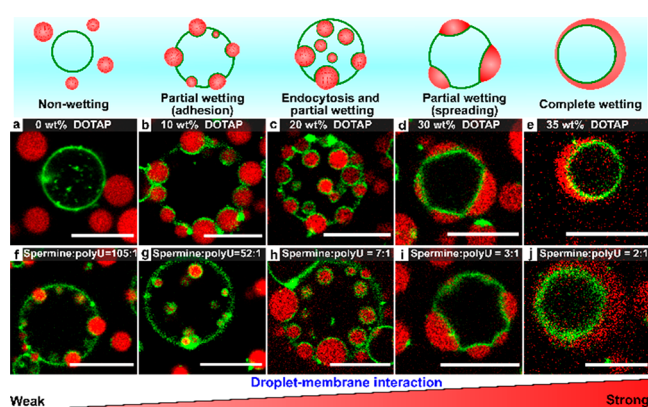 Non-wetting
Partial wetting
(adhesion)
Endocytosis and
partial wetting
Partial wetting
(spreading)
Complete wetting
a 0 wt% DOTAP
b 10 wt% DOTAP
c 20 wt% DOTAP
d 30 wt% DOTAP
e 35 wt% DOTAP
f Spermine:polyU=105:1
g Spermine:polyU=52:1
h Spermine:polyU = 7:1
i Spermine:polyU = 3:1
j Spermine:polyU = 2:1
Droplet-membrane interaction
Weak
Strong